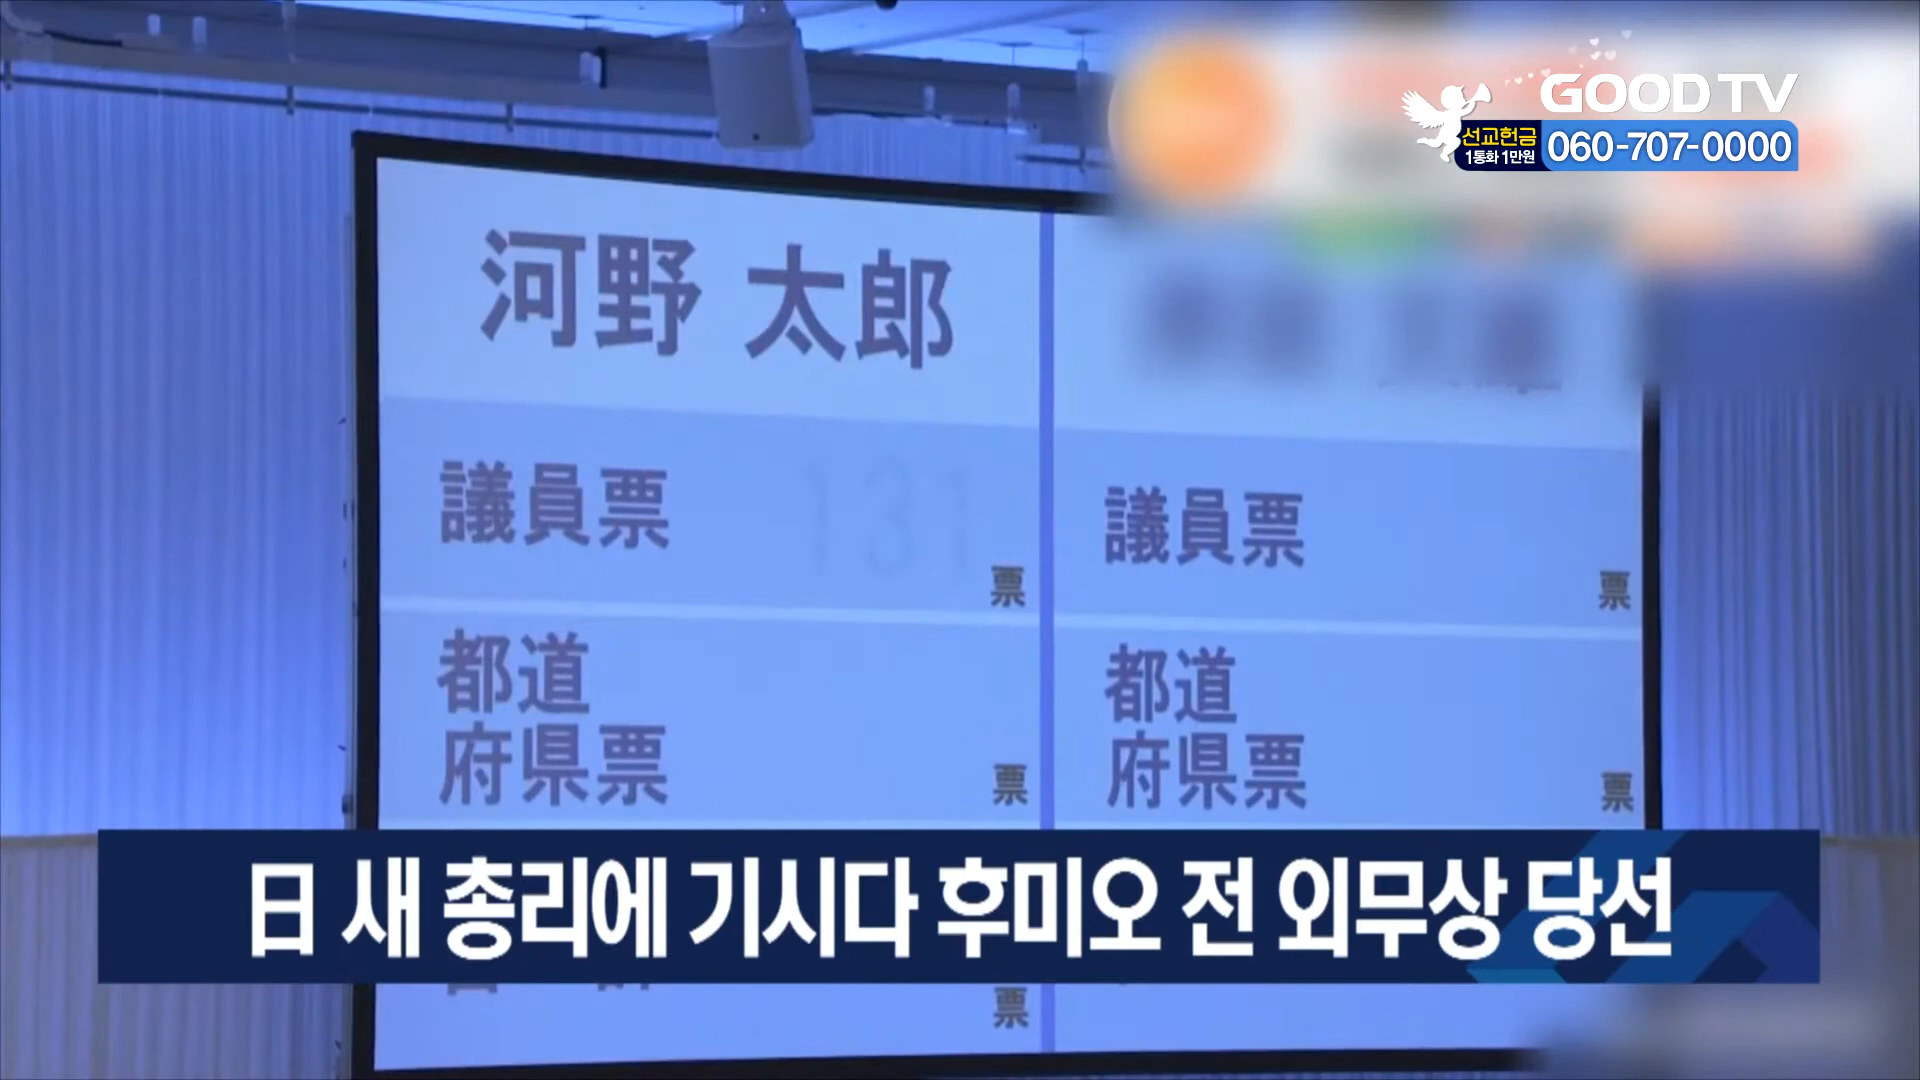 GOOD TV
선교헌금
1통화 1만원
060-707-0000
河野 太郎
議員票 131 票
議員票 票
都道
府県票 票
都道
府県票 票
日 새 총리에 기시다 후미오 전 외무상 당선
票